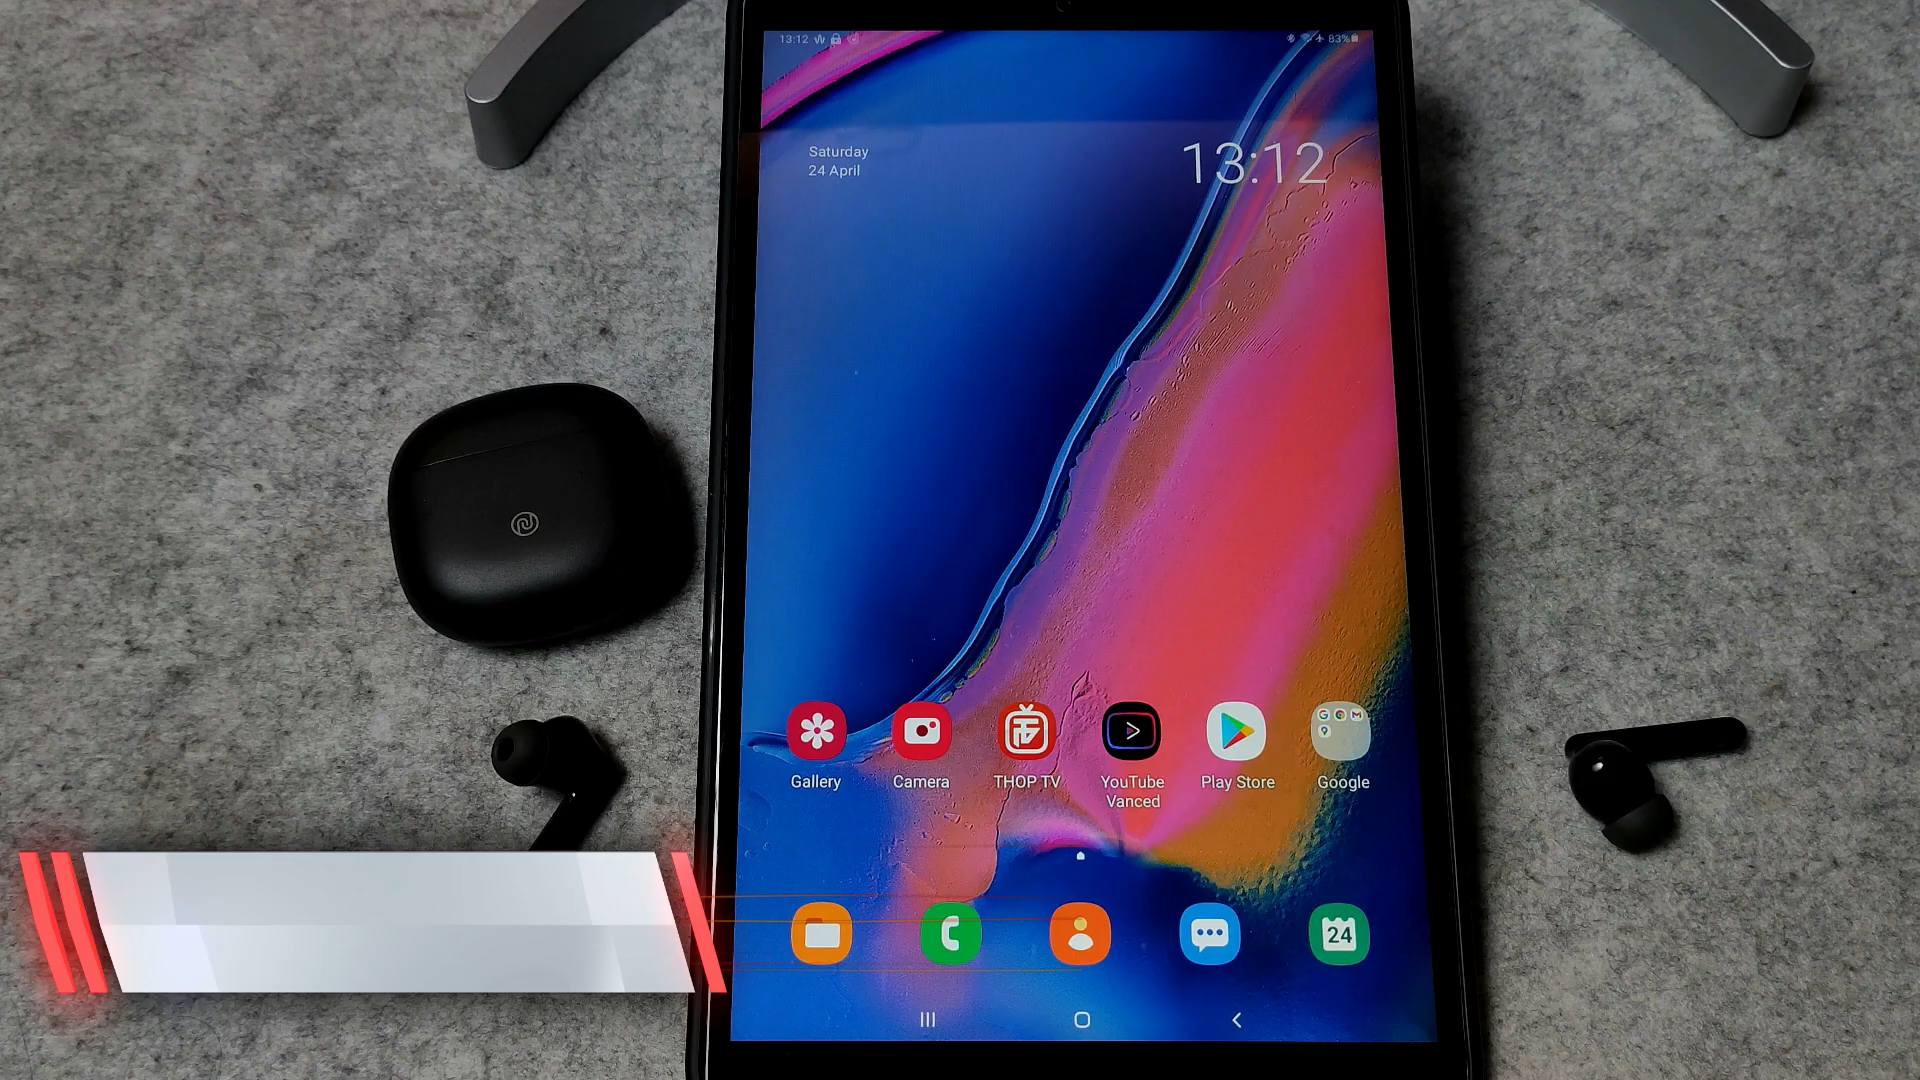 13:12
83%
Saturday
24 April
13:12
Gallery
Camera
THOP TV
YouTube
Vanced
Play Store
Google
24